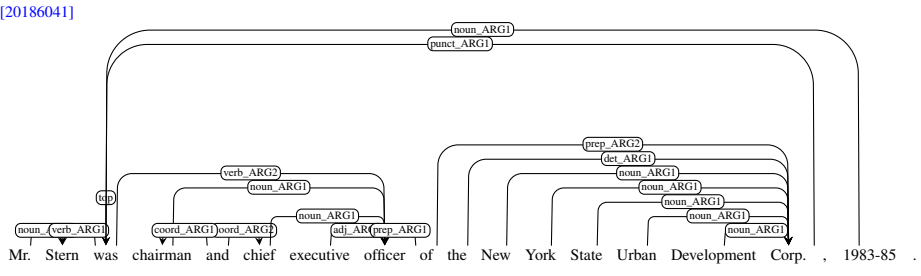 [20186041]
noun_ARG1
punct_ARG1
prep_ARG2
det_ARG1
verb_ARG2 noun_ARG1
noun_ARG1 noun_ARG1
top noun_ARG1
noun_ARG1 noun_ARG1
verb_ARG1 coord_ARG1 coord_ARG2 prep_ARG1 noun_ARG1
Mr. Stern was chairman and chief executive officer of the New York State Urban Development Corp. , 1983-85 .